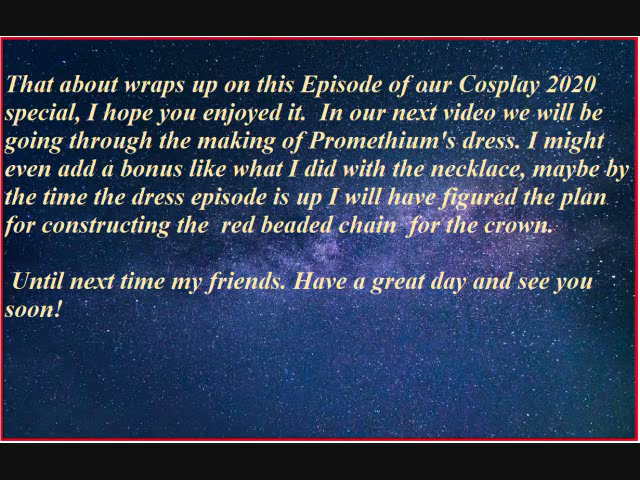 That about wraps up on this Episode of our Cosplay 2020
special, I hope you enjoyed it.  In our next video we will be
going through the making of Promethium's dress. I might
even add a bonus like what I did with the necklace, maybe by
the time the dress episode is up I will have figured the plan
for constructing the  red beaded chain  for the crown.
Until next time my friends. Have a great day and see you
soon!